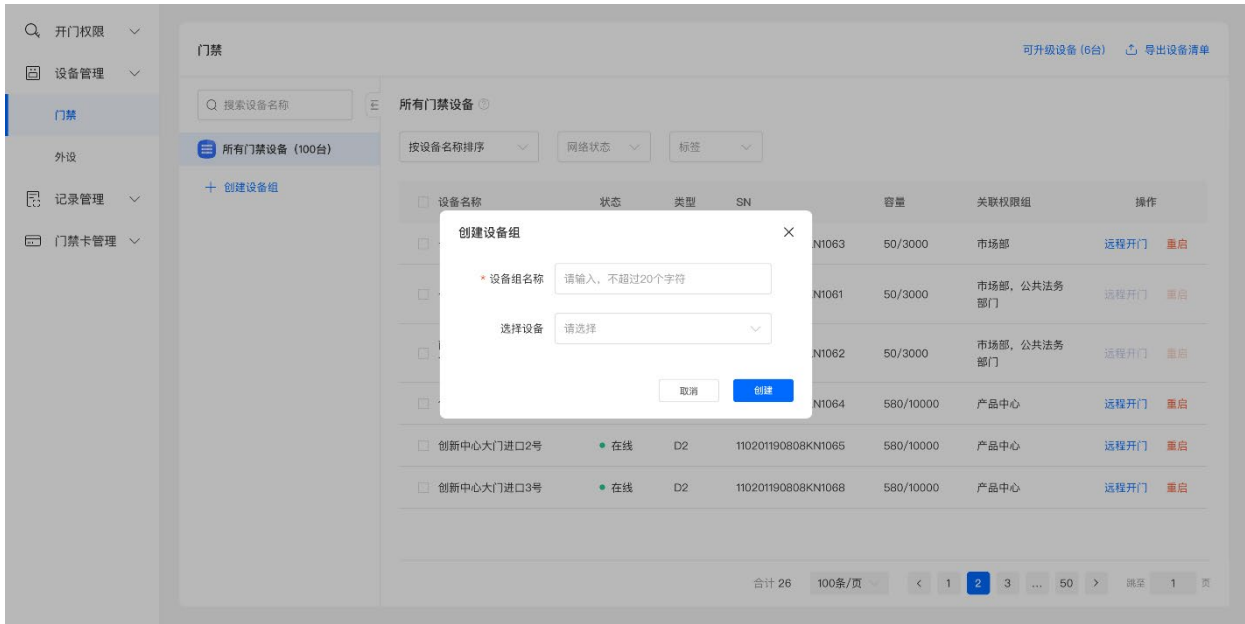 开门权限
设备管理
门禁
外设
记录管理
门禁卡管理
门禁
可升级设备 (6台) 导出设备清单
搜索设备名称
所有门禁设备（100台）
创建设备组
所有门禁设备
按设备名称排序 网络状态 标签
设备名称 状态 类型 SN 容量 关联权限组 操作
创建设备组
* 设备组名称 请输入，不超过20个字符
选择设备 请选择
取消 创建
N1063 50/3000 市场部 远程开门 重启
N1061 50/3000 市场部，公共法务
部门 远程开门 重启
N1062 50/3000 市场部，公共法务
部门 远程开门 重启
KN1064 580/10000 产品中心 远程开门 重启
创新中心大门进口2号 在线 D2 110201190808KN1065 580/10000 产品中心 远程开门 重启
创新中心大门进口3号 在线 D2 110201190808KN1068 580/10000 产品中心 远程开门 重启
合计 26 100条/页 1 2 3 ... 50 跳至 1 页